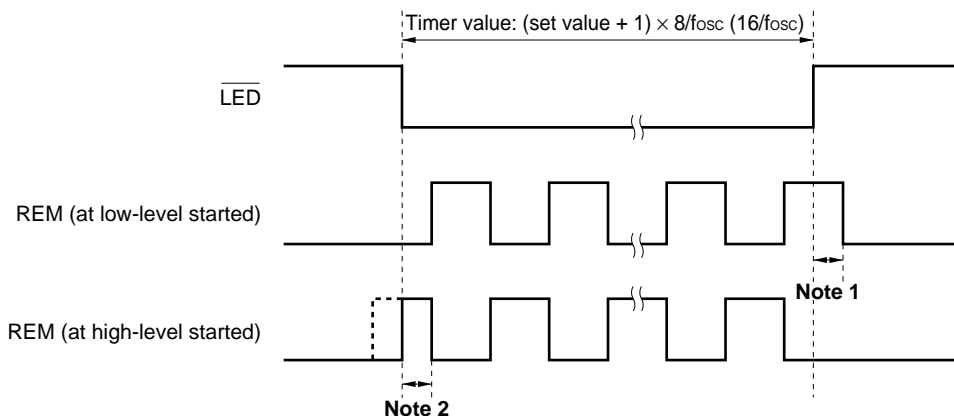 Timer value: (set value + 1) × 8/fosc (16/fosc)
LED
REM (at low-level started)
Note 1
REM (at high-level started)
Note 2